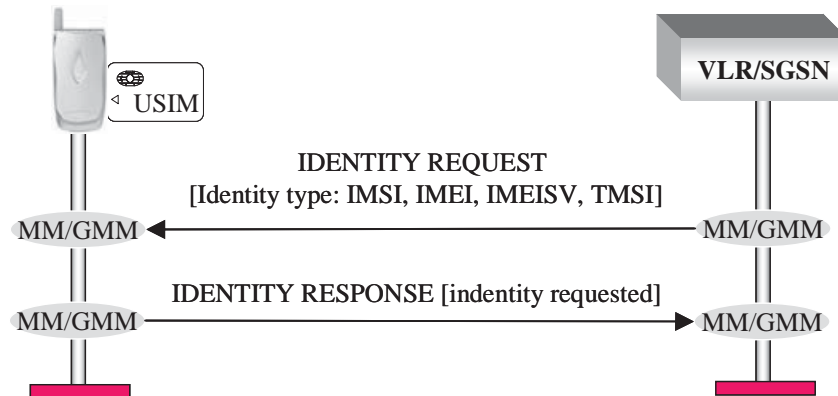 VLR/SGSN
USIM
IDENTITY REQUEST
[Identity type: IMSI, IMEI, IMEISV, TMSI]
MM/GMM
MM/GMM
IDENTITY RESPONSE [indentity requested]
MM/GMM
MM/GMM